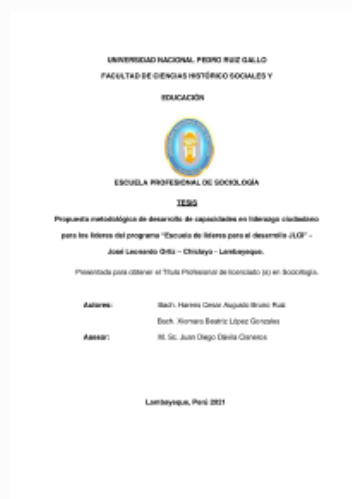 UNIVERSIDAD NACIONAL PEDRO RUIZ GALLO
FACULTAD DE CIENCIAS HISTÓRICO SOCIALES Y
EDUCACIÓN
ESCUELA PROFESIONAL DE SOCIOLOGÍA
TESIS
Propuesta metodológica de desarrollo de capacidades en liderazgo ciudadano
para los líderes del programa "Escuela de líderes para el desarrollo JLO" –
José Leonardo Ortiz – Chiclayo - Lambayeque.
Presentada para obtener el Título Profesional de licenciado (a) en Sociología.
Autores: Bach. Cesar Augusto Bruno Ruiz
Bach. Xiomara Beatriz López Gonzales
Asesor: M. Sc. Juan Diego Dávila Cisneros
Lambayeque, Perú 2021